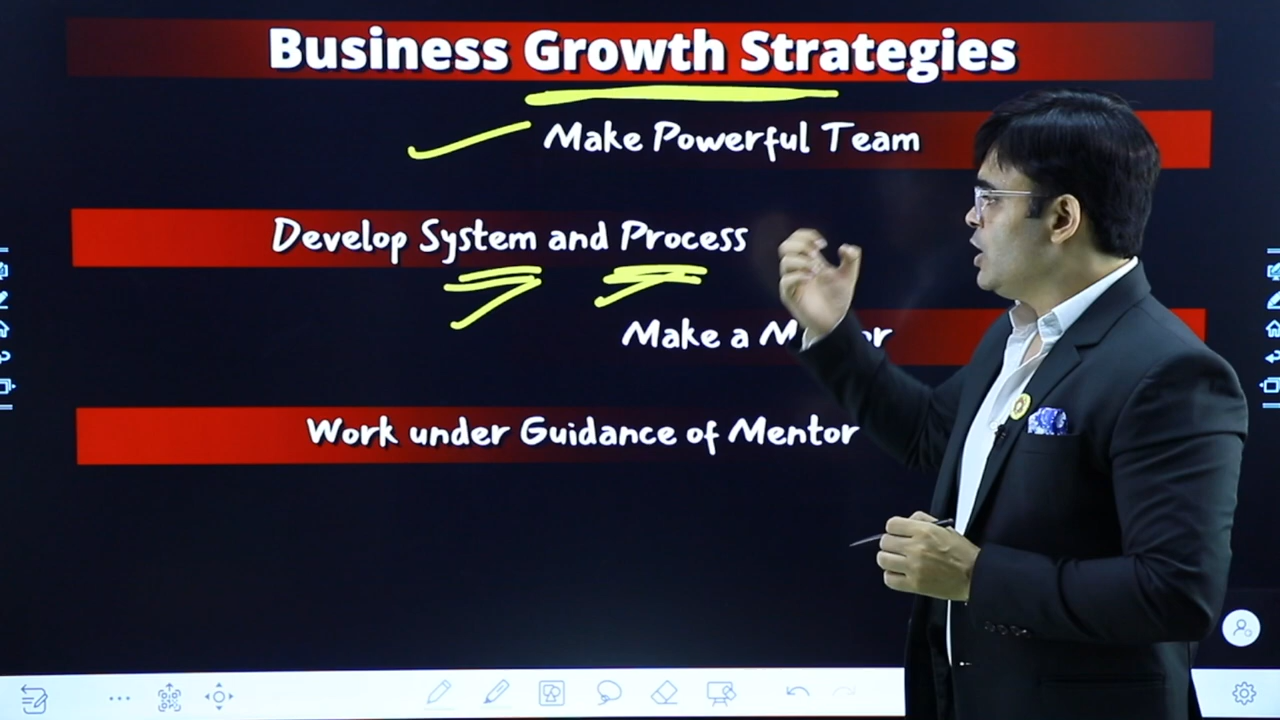 Business Growth Strategies
Make Powerful Team
Develop System and Process
Make a
Work under Guidance of Mentor